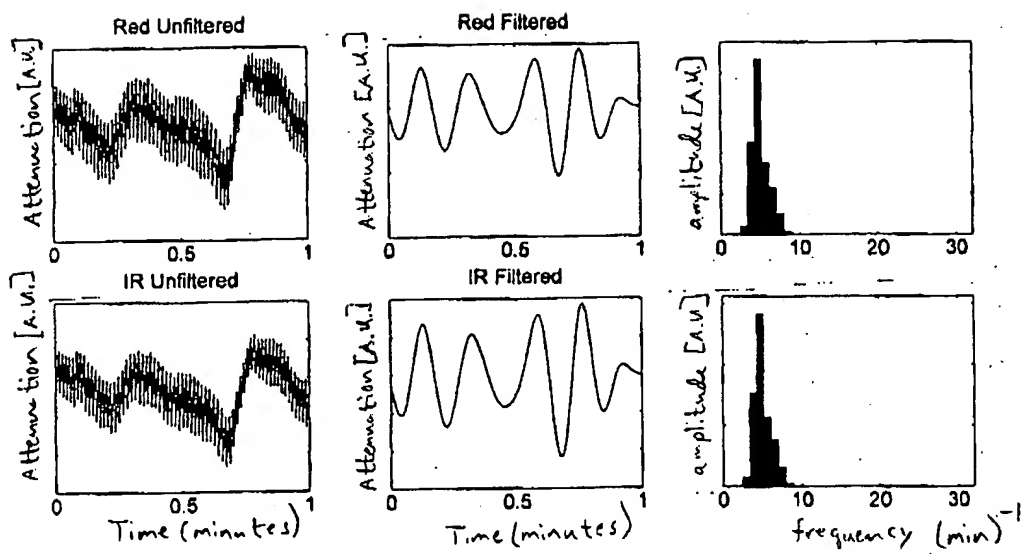 Red Unfiltered
Attenuation [A.U.]
0 0.5 1
Red Filtered
Attenuation [A.U.]
0 0.5 1
amplitude [A.U]
0 10 20 30
IR Unfiltered
Attenuation [A.U.]
0 0.5 1
Time (minutes)
IR Filtered
Attenuation [A.U.]
0 0.5 1
Time (minutes)
amplitude [A.U]
0 10 20 30
frequency (min)⁻¹